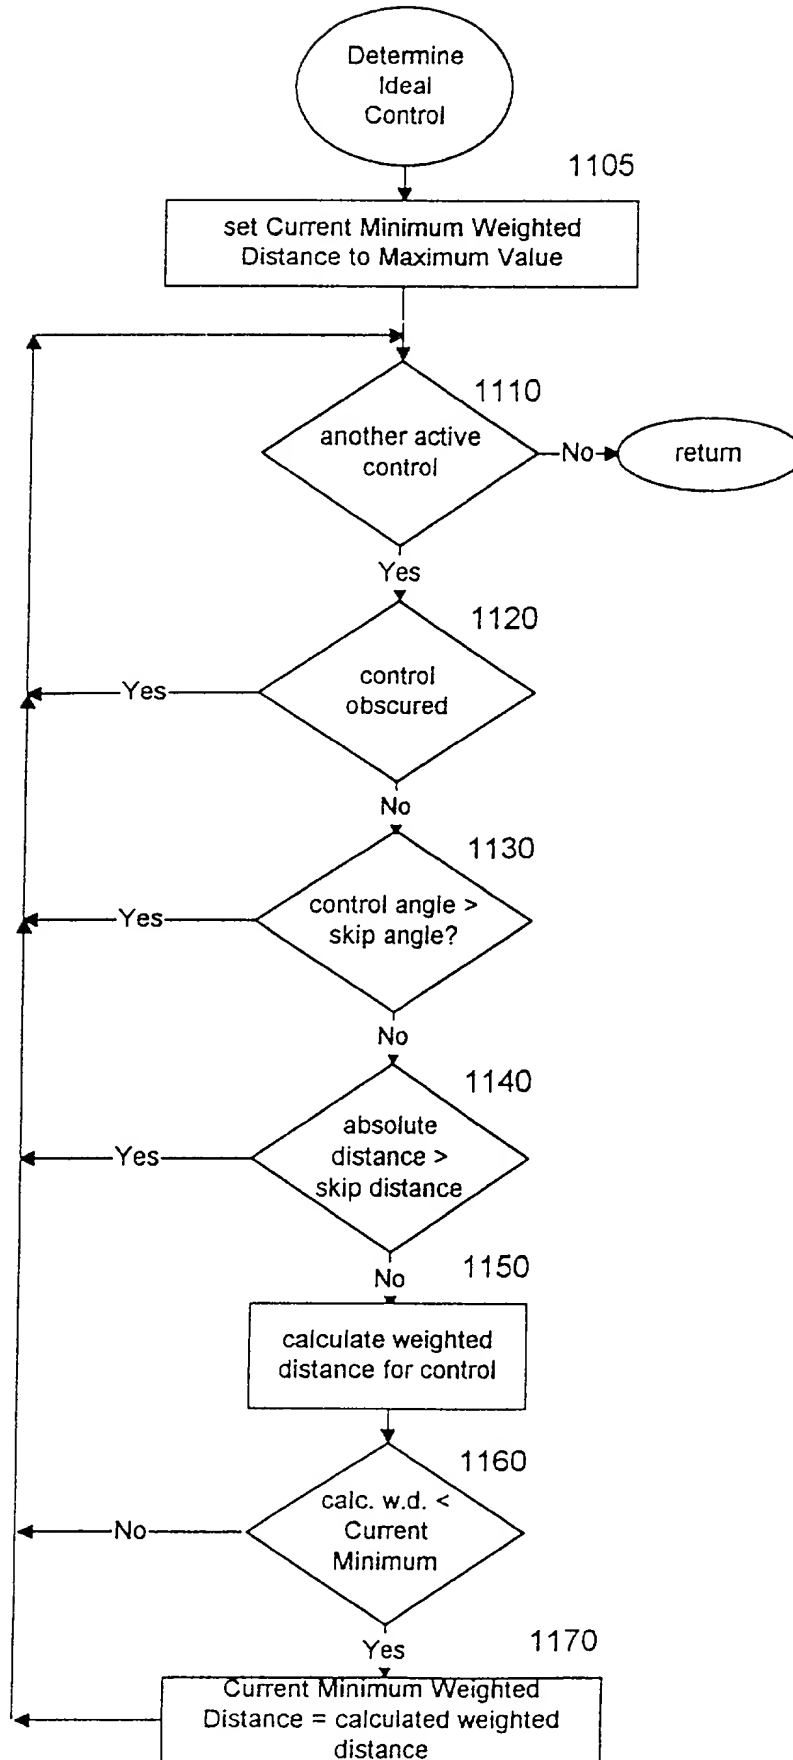 Determine
Ideal
Control
1105
set Current Minimum Weighted
Distance to Maximum Value
1110
another active
control
No
return
Yes
1120
control
obscured
Yes
No
1130
control angle >
skip angle?
Yes
No
1140
absolute
distance >
skip distance
Yes
No
1150
calculate weighted
distance for control
1160
calc. w.d. <
Current
Minimum
No
Yes
1170
Current Minimum Weighted
Distance = calculated weighted
distance